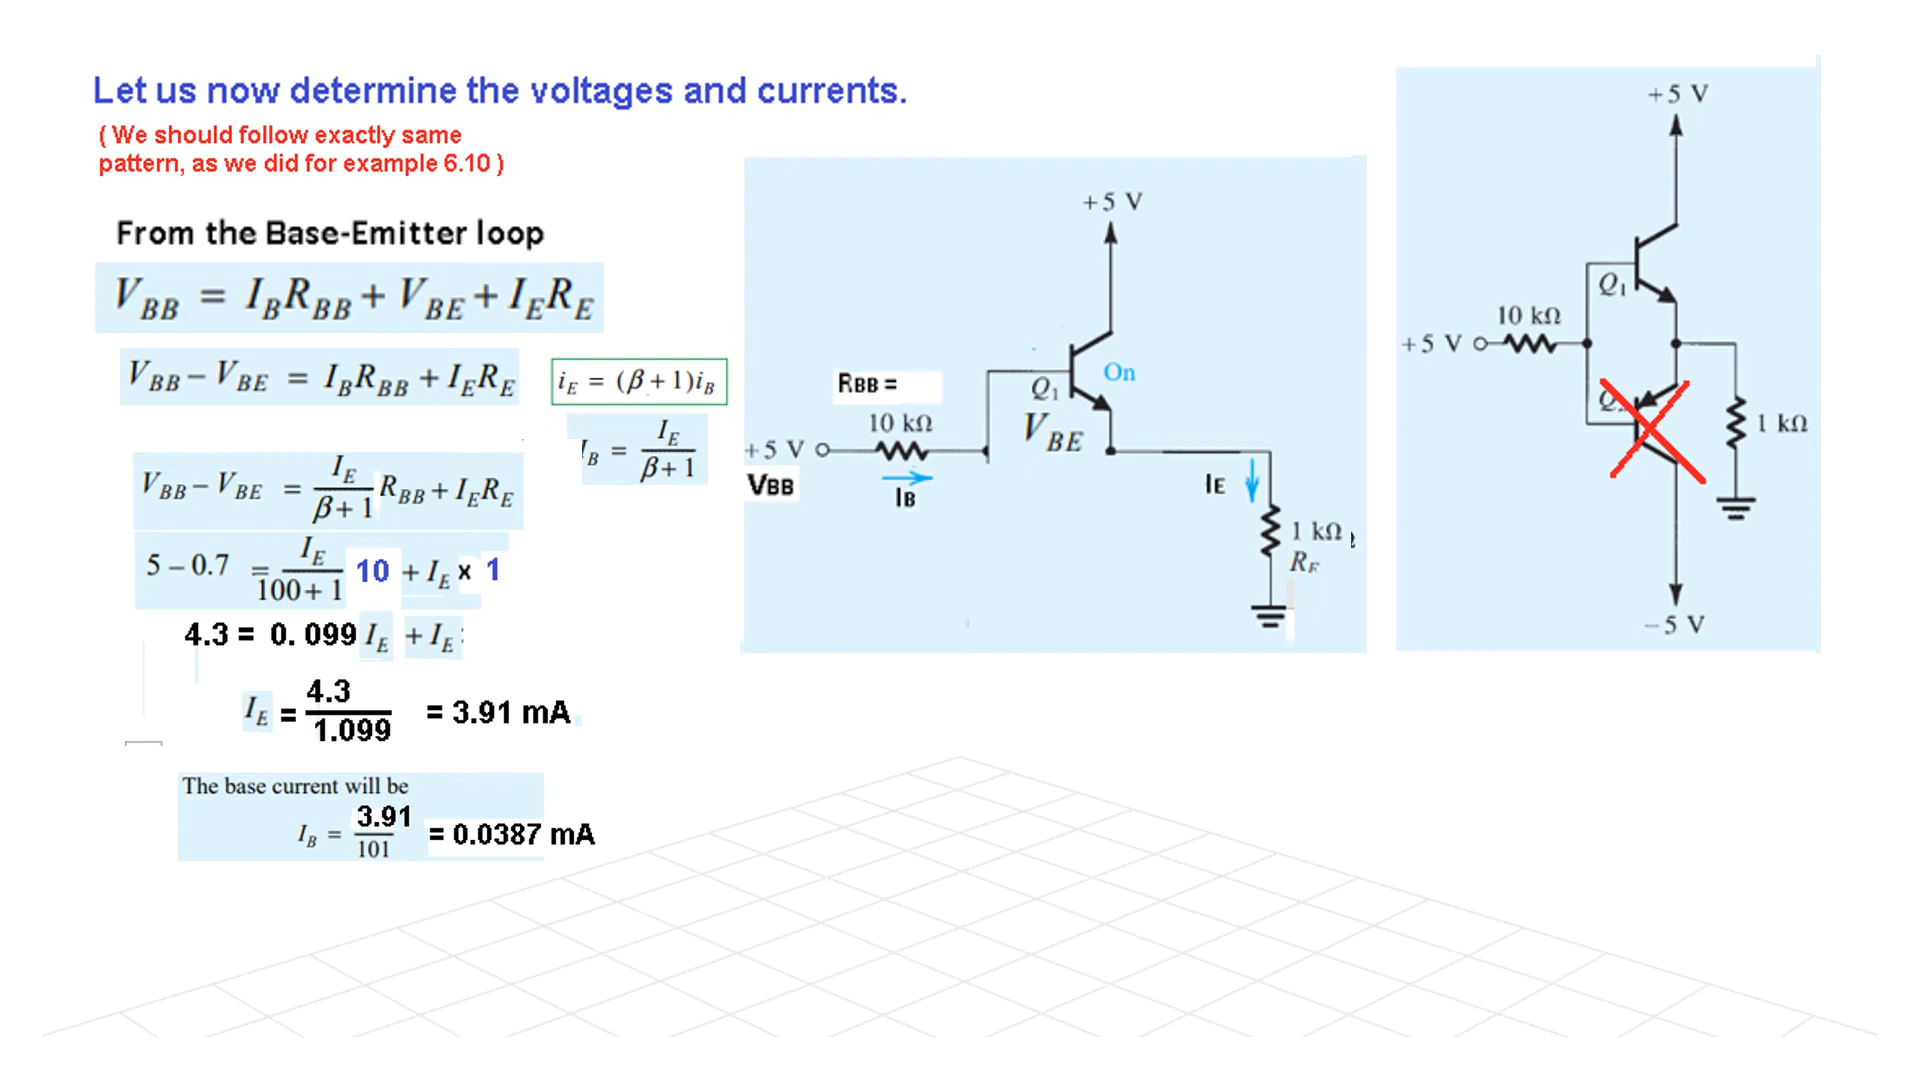 Let us now determine the voltages and currents.
( We should follow exactly same
pattern, as we did for example 6.10 )
From the Base-Emitter loop
V_BB = I_B R_BB + V_BE + I_E R_E
V_BB − V_BE = I_B R_BB + I_E R_E
i_E = (β + 1)i_B
I_B = I_E / β + 1
V_BB − V_BE = I_E / β + 1 R_BB + I_E R_E
5 − 0.7 = I_E / 100 + 1 10 + I_E x 1
4.3 = 0. 099 I_E + I_E
I_E = 4.3 / 1.099 = 3.91 mA
The base current will be
I_B = 3.91 / 101 = 0.0387 mA
+5 V
RBB =
10 kΩ
Q1
On
V_BE
+5 V
VBB
IB
IE
1 kΩ
R_E
+5 V
Q1
10 kΩ
+5 V
1 kΩ
−5 V